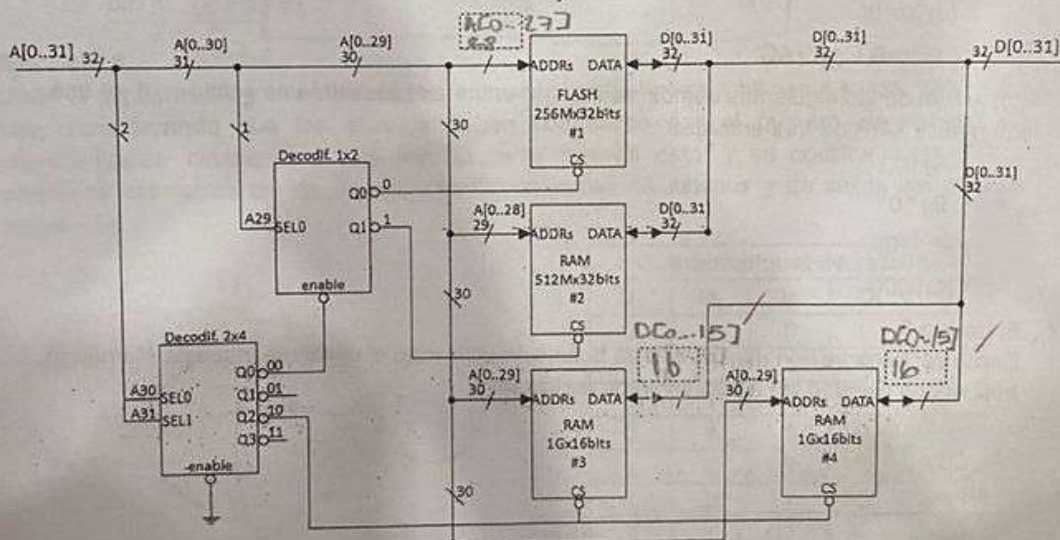 A[0..27]
28
A[0..31]
32
A[0..30]
31
A[0..29]
30
ADDRs DATA
D[0..31]
32
D[0..31]
32
32 D[0..31]
FLASH
256Mx32bits
#1
CS
2
1
30
Decodif. 1x2
Q0 0
A29 SEL0
Q1 1
enable
A[0..28]
29
ADDRs DATA
D[0..31
32
D[0..31]
32
RAM
512Mx32bits
#2
CS
30
Decodif. 2x4
Q0 00
A30 SEL0
Q1 01
A31 SEL1
Q2 10
Q3 11
-enable
A[0..29]
30
ADDRs DATA
D[0..15]
16
RAM
1Gx16bits
#3
CS
30
A[0..29]
30
ADDRs DATA
D[0..15]
16
RAM
1Gx16bits
#4
CS